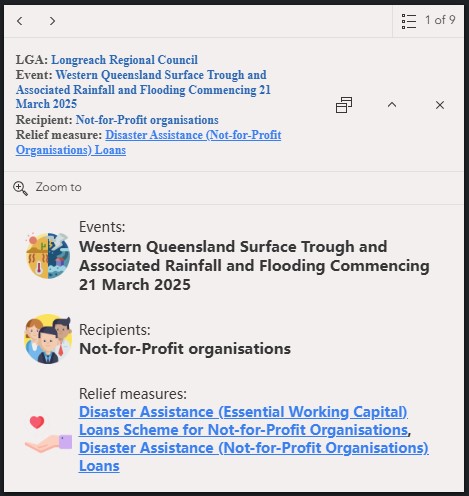 1 of 9
LGA: Longreach Regional Council
Event: Western Queensland Surface Trough and
Associated Rainfall and Flooding Commencing 21
March 2025
Recipient: Not-for-Profit organisations
Relief measure: Disaster Assistance (Not-for-Profit
Organisations) Loans
Zoom to
Events:
Western Queensland Surface Trough and
Associated Rainfall and Flooding Commencing
21 March 2025
Recipients:
Not-for-Profit organisations
Relief measures:
Disaster Assistance (Essential Working Capital)
Loans Scheme for Not-for-Profit Organisations,
Disaster Assistance (Not-for-Profit Organisations)
Loans